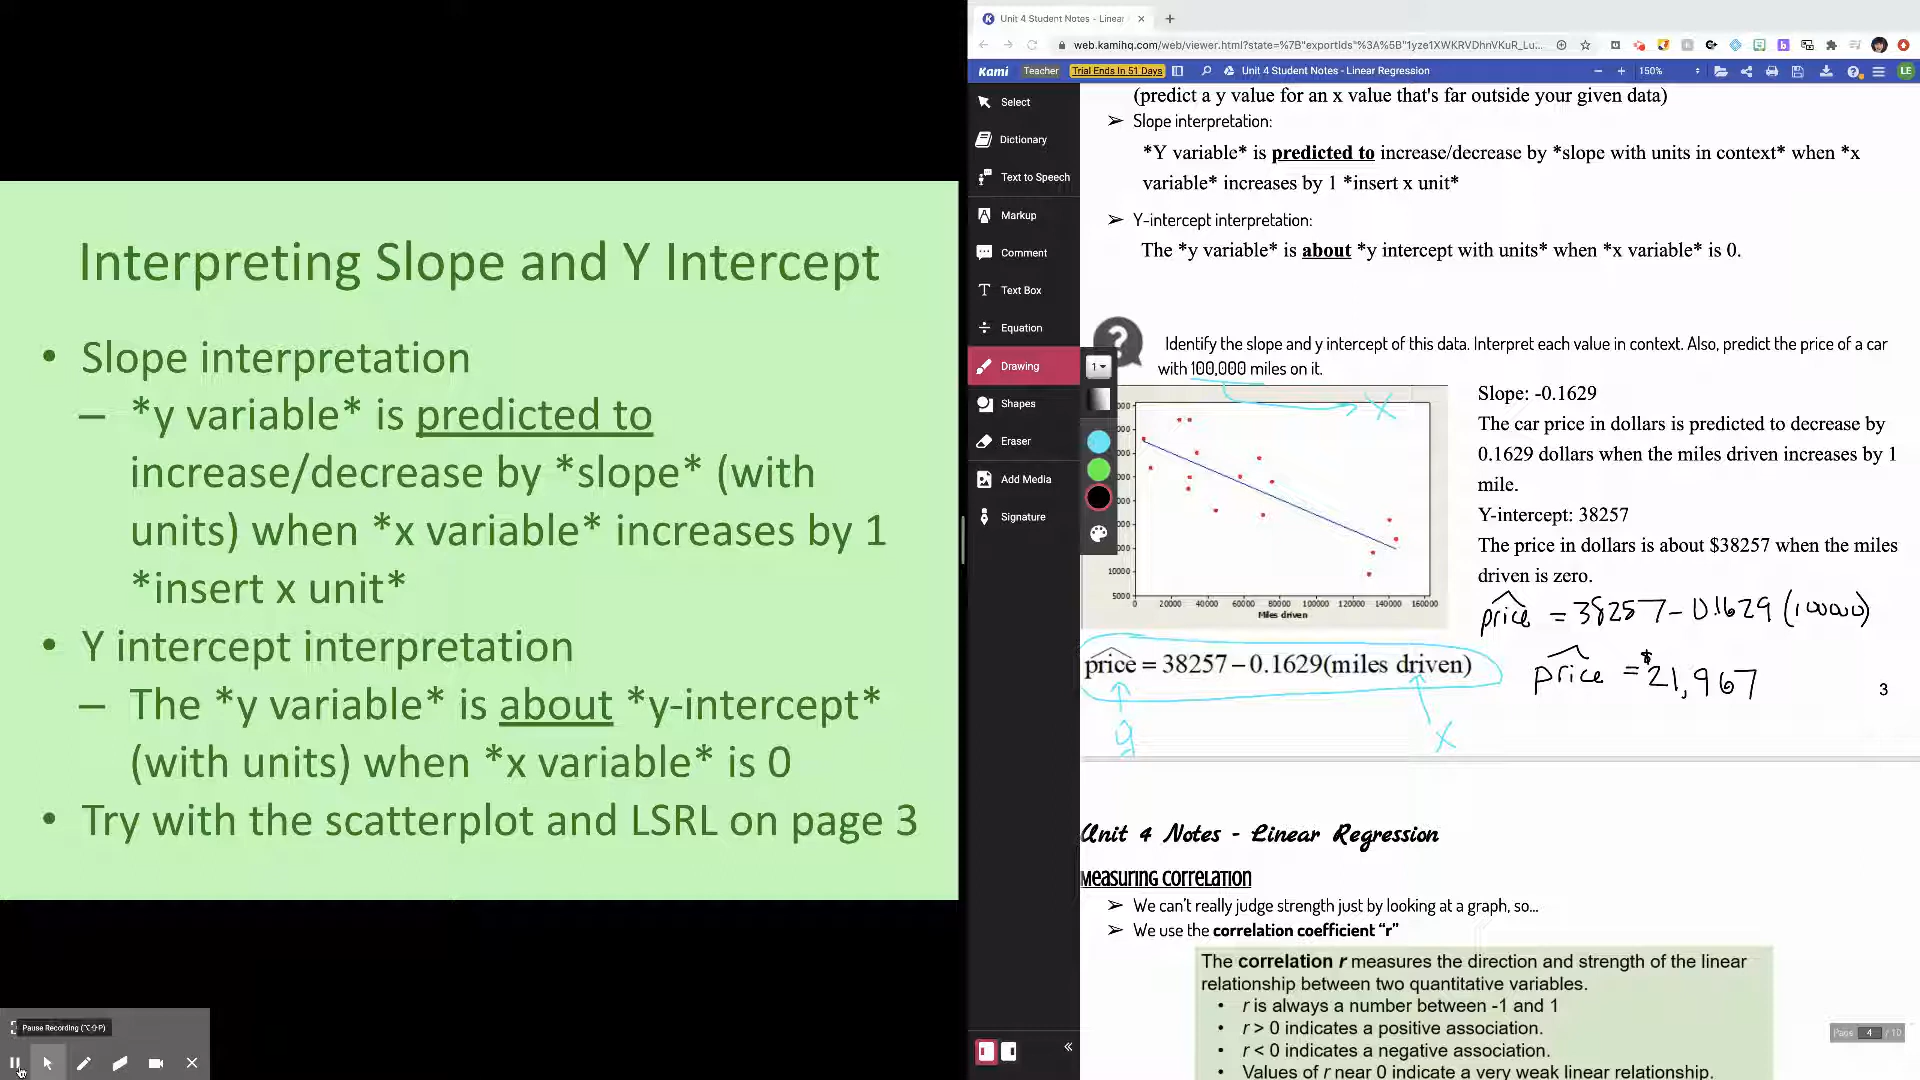 Interpreting Slope and Y Intercept
• Slope interpretation
– *y variable* is predicted to
increase/decrease by *slope* (with
units) when *x variable* increases by 1
*insert x unit*
• Y intercept interpretation
– The *y variable* is about *y-intercept*
(with units) when *x variable* is 0
• Try with the scatterplot and LSRL on page 3
Pause Recording (⌥⇧P)
Unit 4 Student Notes - Linear
web.kamihq.com/web/viewer.html?state=%7B"exportIds"%3A%5B"1yze1XWKRVDhnVKuR_Lu...
Kami Teacher Trial Ends In 51 Days Unit 4 Student Notes - Linear Regression 150% LE
Select
Dictionary
Text to Speech
Markup
Comment
Text Box
Equation
Drawing
Shapes
Eraser
Add Media
Signature
1
(predict a y value for an x value that's far outside your given data)
➢ Slope interpretation:
*Y variable* is predicted to increase/decrease by *slope with units in context* when *x
variable* increases by 1 *insert x unit*
➢ Y-intercept interpretation:
The *y variable* is about *y intercept with units* when *x variable* is 0.
? Identify the slope and y intercept of this data. Interpret each value in context. Also, predict the price of a car
with 100,000 miles on it.
X
10000
5000
0 20000 40000 60000 80000 100000 120000 140000 160000
Miles driven
price = 38257 – 0.1629(miles driven)
y
X
Slope: -0.1629
The car price in dollars is predicted to decrease by
0.1629 dollars when the miles driven increases by 1
mile.
Y-intercept: 38257
The price in dollars is about $38257 when the miles
driven is zero.
price = 38257 - 0.1629 (100000)
price = $21,967
3
Unit 4 Notes - Linear Regression
Measuring Correlation
➢ We can't really judge strength just by looking at a graph, so...
➢ We use the correlation coefficient "r"
The correlation r measures the direction and strength of the linear
relationship between two quantitative variables.
• r is always a number between -1 and 1
• r > 0 indicates a positive association.
• r < 0 indicates a negative association.
• Values of r near 0 indicate a very weak linear relationship.
Page 4 / 10